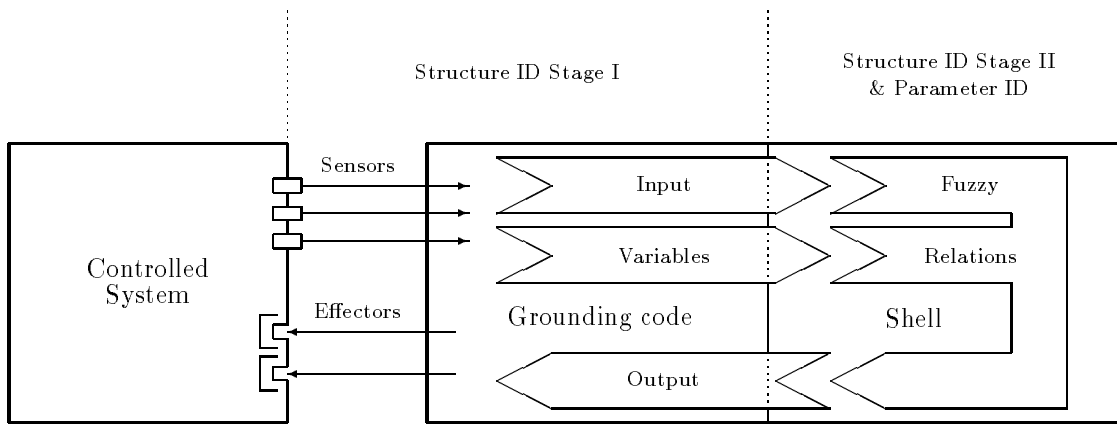 Structure ID Stage I
Structure ID Stage II
& Parameter ID
Sensors
Input
Fuzzy
Controlled
System
Variables
Relations
Effectors
Grounding code
Shell
Output